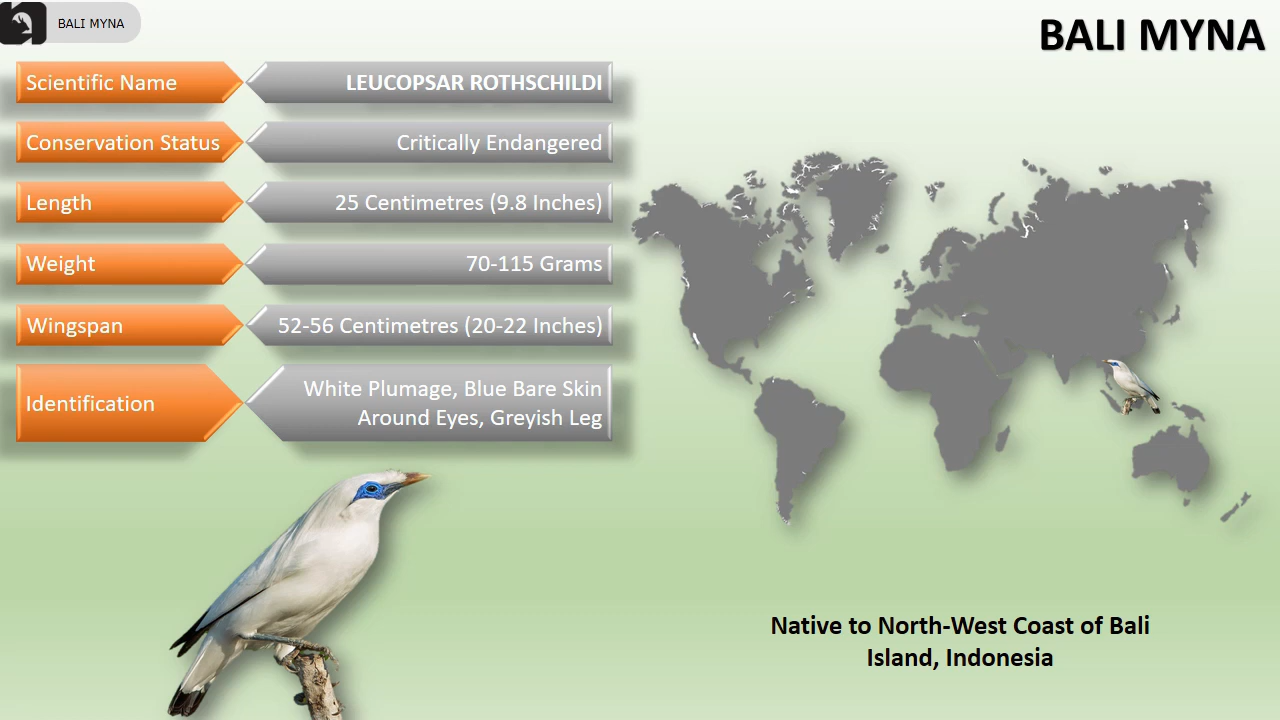 BALI MYNA
BALI MYNA
Scientific Name
LEUCOPSAR ROTHSCHILDI
Conservation Status
Critically Endangered
Length
25 Centimetres (9.8 Inches)
Weight
70-115 Grams
Wingspan
52-56 Centimetres (20-22 Inches)
Identification
White Plumage, Blue Bare Skin
Around Eyes, Greyish Leg
Native to North-West Coast of Bali
Island, Indonesia